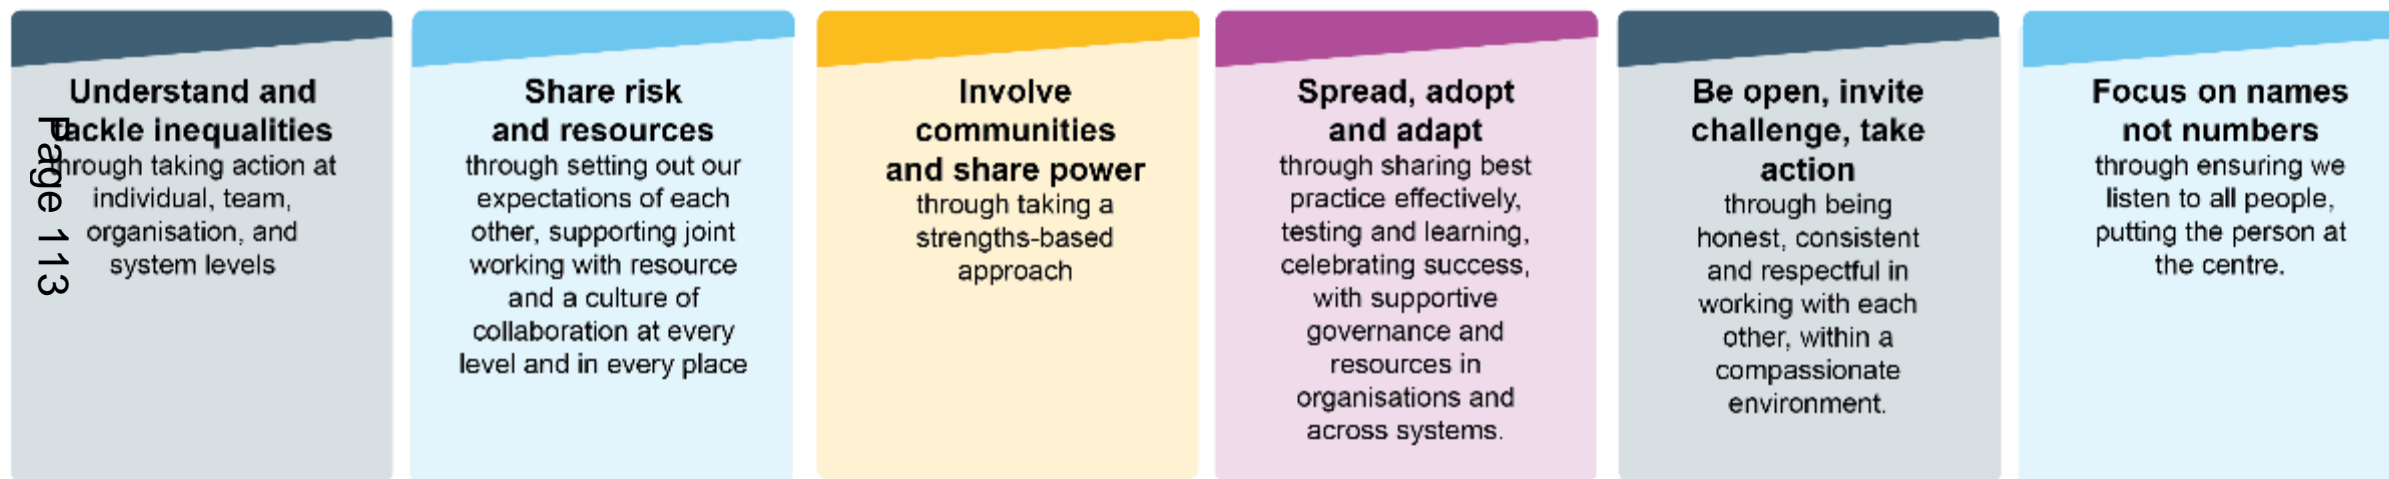 Understand and
tackle inequalities
through taking action at
individual, team,
organisation, and
system levels
Share risk
and resources
through setting out our
expectations of each
other, supporting joint
working with resource
and a culture of
collaboration at every
level and in every place
Involve
communities
and share power
through taking a
strengths-based
approach
Spread, adopt
and adapt
through sharing best
practice effectively,
testing and learning,
celebrating success,
with supportive
governance and
resources in
organisations and
across systems.
Be open, invite
challenge, take
action
through being
honest, consistent
and respectful in
working with each
other, within a
compassionate
environment.
Focus on names
not numbers
through ensuring we
listen to all people,
putting the person at
the centre.
Page 113